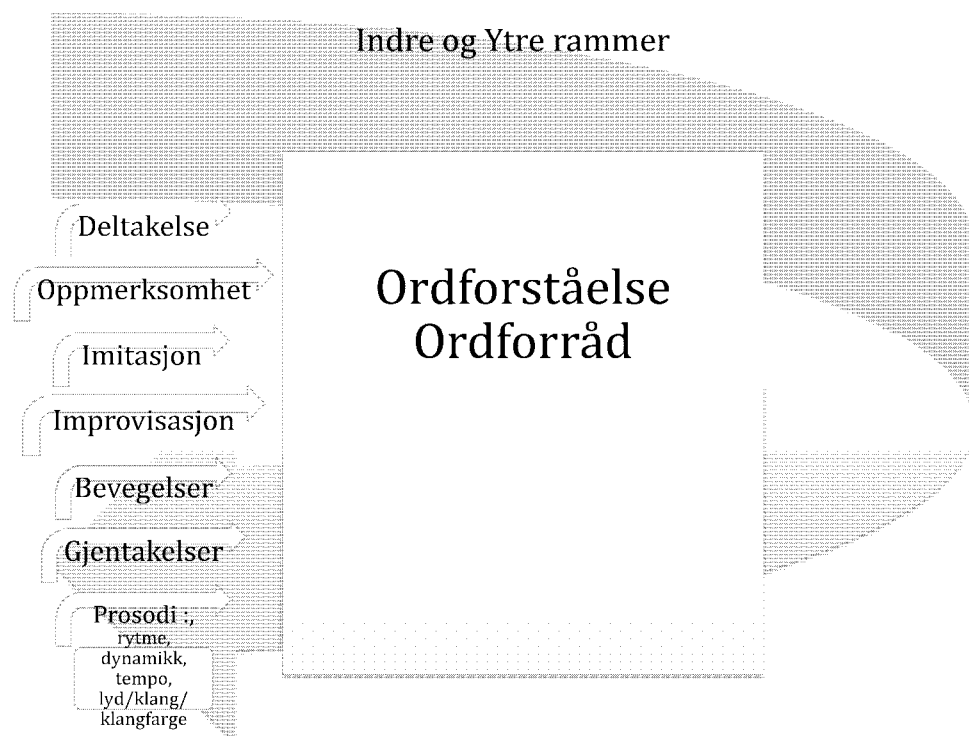 Indre og Ytre rammer
Deltakelse
Oppmerksomhet
Imitasjon
Improvisasjon
Bevegelser
Gjentakelser
Prosodi :,
rytme,
dynamikk,
tempo,
lyd/klang/
klangfarge
Ordforståelse
Ordforråd